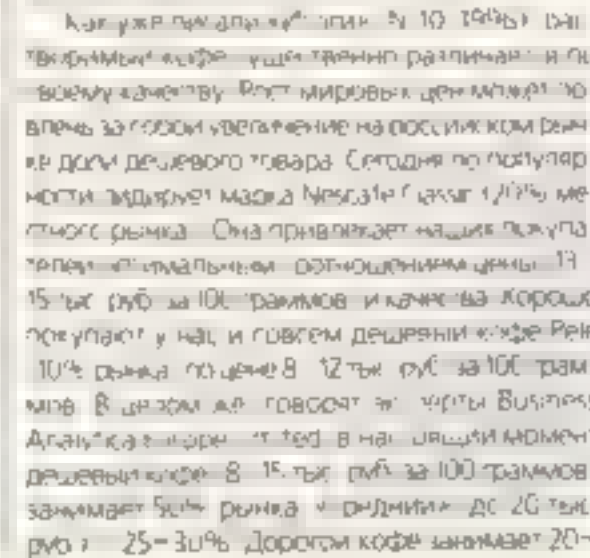 Как уже писали "Ъ" N 10 1996) рас
творимый кофе существенно различается по
своему качеству. Рост мировых цен может по
влечь за собой увеличение на российском рын
ке доли дешевого товара. Сегодня по популяр
ности лидирует марка Nescafe Classic (20% ме
стного рынка). Она привлекает наших покупа
телей оптимальным соотношением цены 13
15 тыс руб за 100 граммов и качества. Хорошо
покупают у нас и совсем дешевый кофе Pele
10% рынка по цене 8 12 тыс руб за 100 грам
мов. В целом же говорят эксперты Business
в настоящий момент
дешевый кофе 8 15 тыс руб за 100 граммов
занимает 50% рынка средний до 20 тыс
руб 25-30%. Дорогой кофе занимает 20-